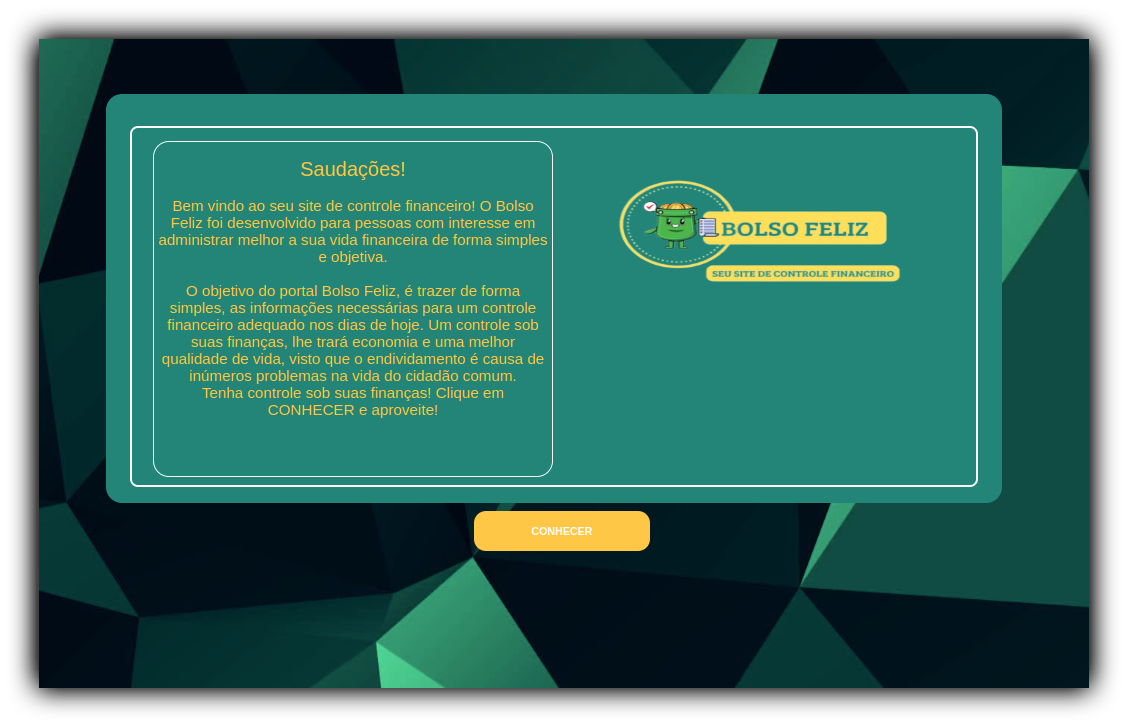 Saudações!
Bem vindo ao seu site de controle financeiro! O Bolso
Feliz foi desenvolvido para pessoas com interesse em
administrar melhor a sua vida financeira de forma simples
e objetiva.
O objetivo do portal Bolso Feliz, é trazer de forma
simples, as informações necessárias para um controle
financeiro adequado nos dias de hoje. Um controle sob
suas finanças, lhe trará economia e uma melhor
qualidade de vida, visto que o endividamento é causa de
inúmeros problemas na vida do cidadão comum.
Tenha controle sob suas finanças! Clique em
CONHECER e aproveite!
BOLSO FELIZ
SEU SITE DE CONTROLE FINANCEIRO
CONHECER